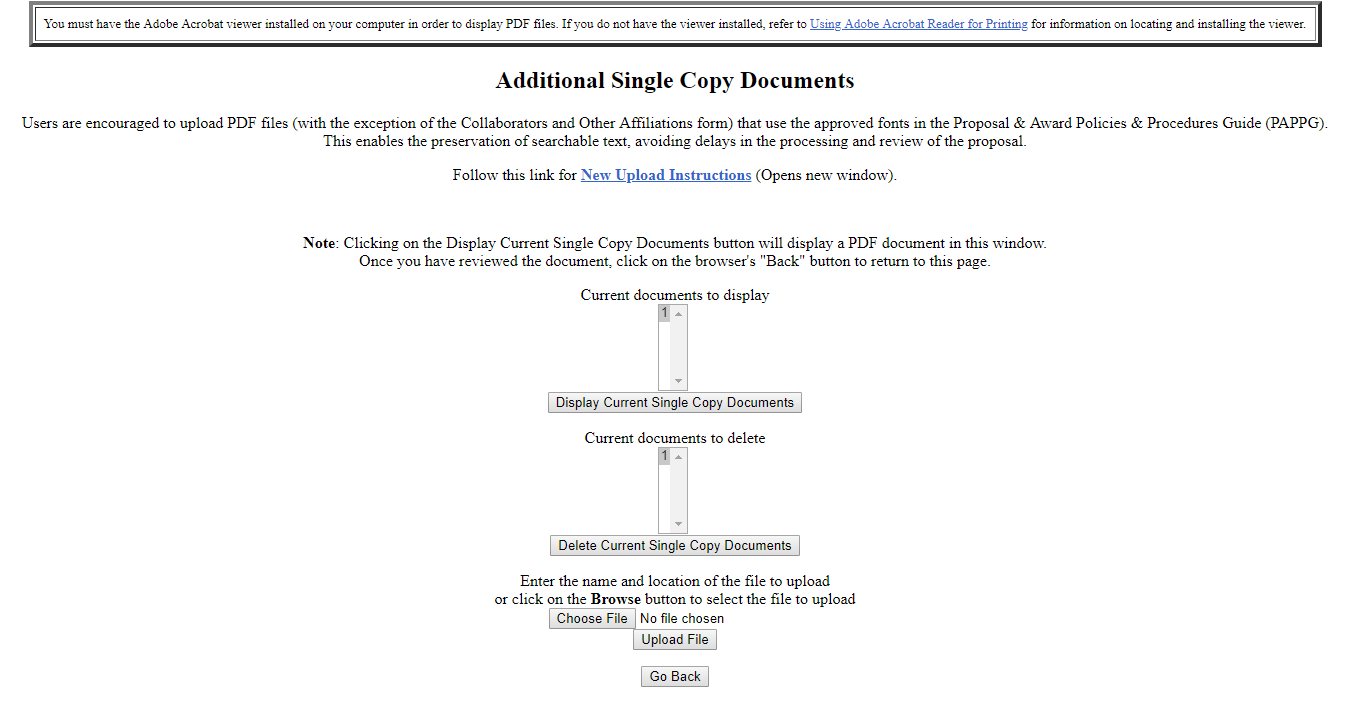 You must have the Adobe Acrobat viewer installed on your computer in order to display PDF files. If you do not have the viewer installed, refer to Using Adobe Acrobat Reader for Printing for information on locating and installing the viewer.
Additional Single Copy Documents
Users are encouraged to upload PDF files (with the exception of the Collaborators and Other Affiliations form) that use the approved fonts in the Proposal & Award Policies & Procedures Guide (PAPPG).
This enables the preservation of searchable text, avoiding delays in the processing and review of the proposal.
Follow this link for New Upload Instructions (Opens new window).
Note: Clicking on the Display Current Single Copy Documents button will display a PDF document in this window.
Once you have reviewed the document, click on the browser's "Back" button to return to this page.
Current documents to display
1
Display Current Single Copy Documents
Current documents to delete
1
Delete Current Single Copy Documents
Enter the name and location of the file to upload
or click on the Browse button to select the file to upload
Choose File No file chosen
Upload File
Go Back